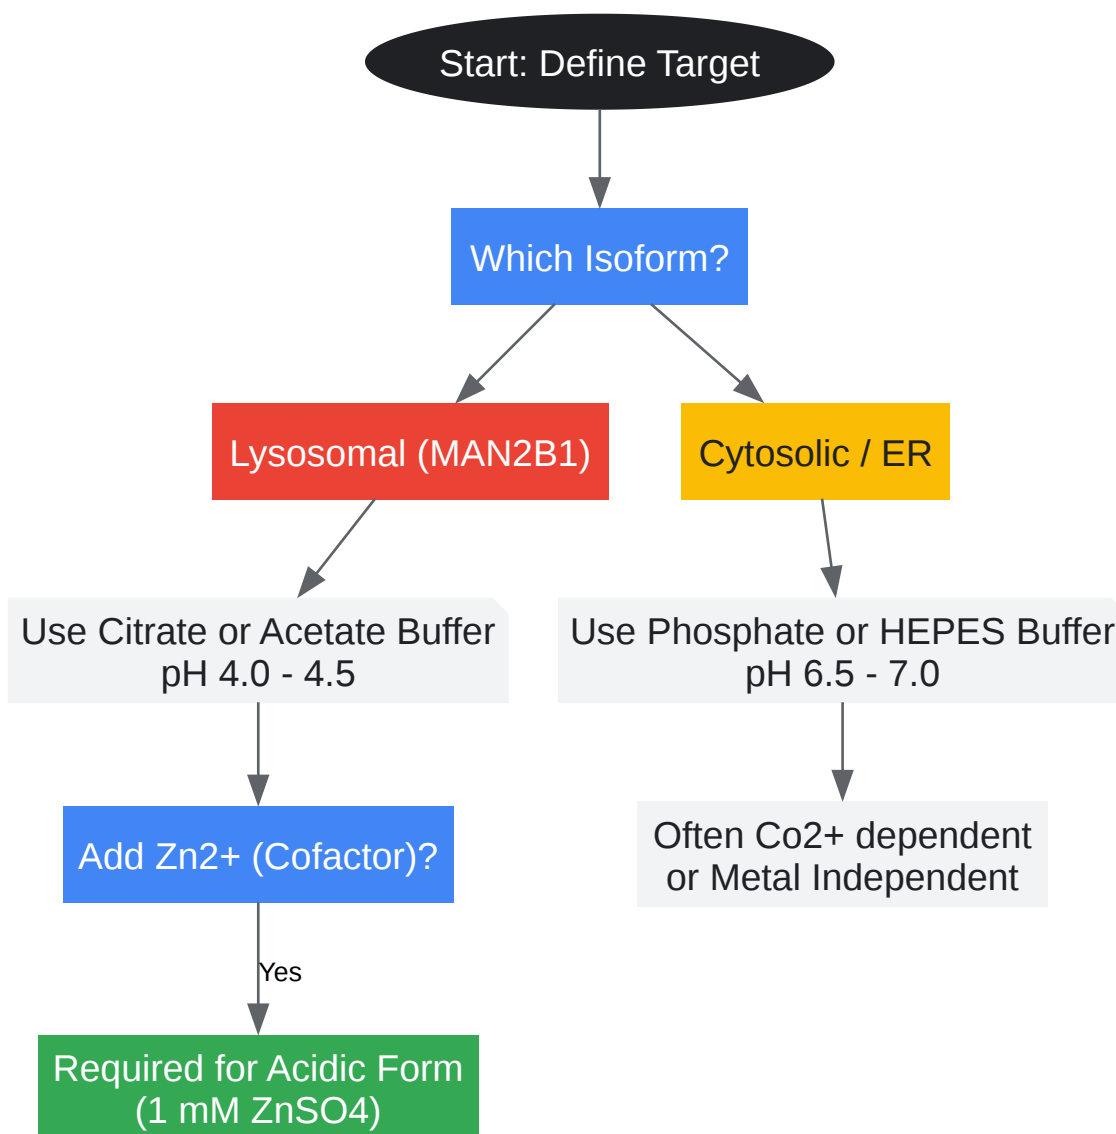 Start: Define Target
Which Isoform?
Lysosomal (MAN2B1)
Cytosolic / ER
Use Citrate or Acetate Buffer
pH 4.0 - 4.5
Use Phosphate or HEPES Buffer
pH 6.5 - 7.0
Add Zn2+ (Cofactor)?
Often Co2+ dependent
or Metal Independent
Yes
Required for Acidic Form
(1 mM ZnSO4)